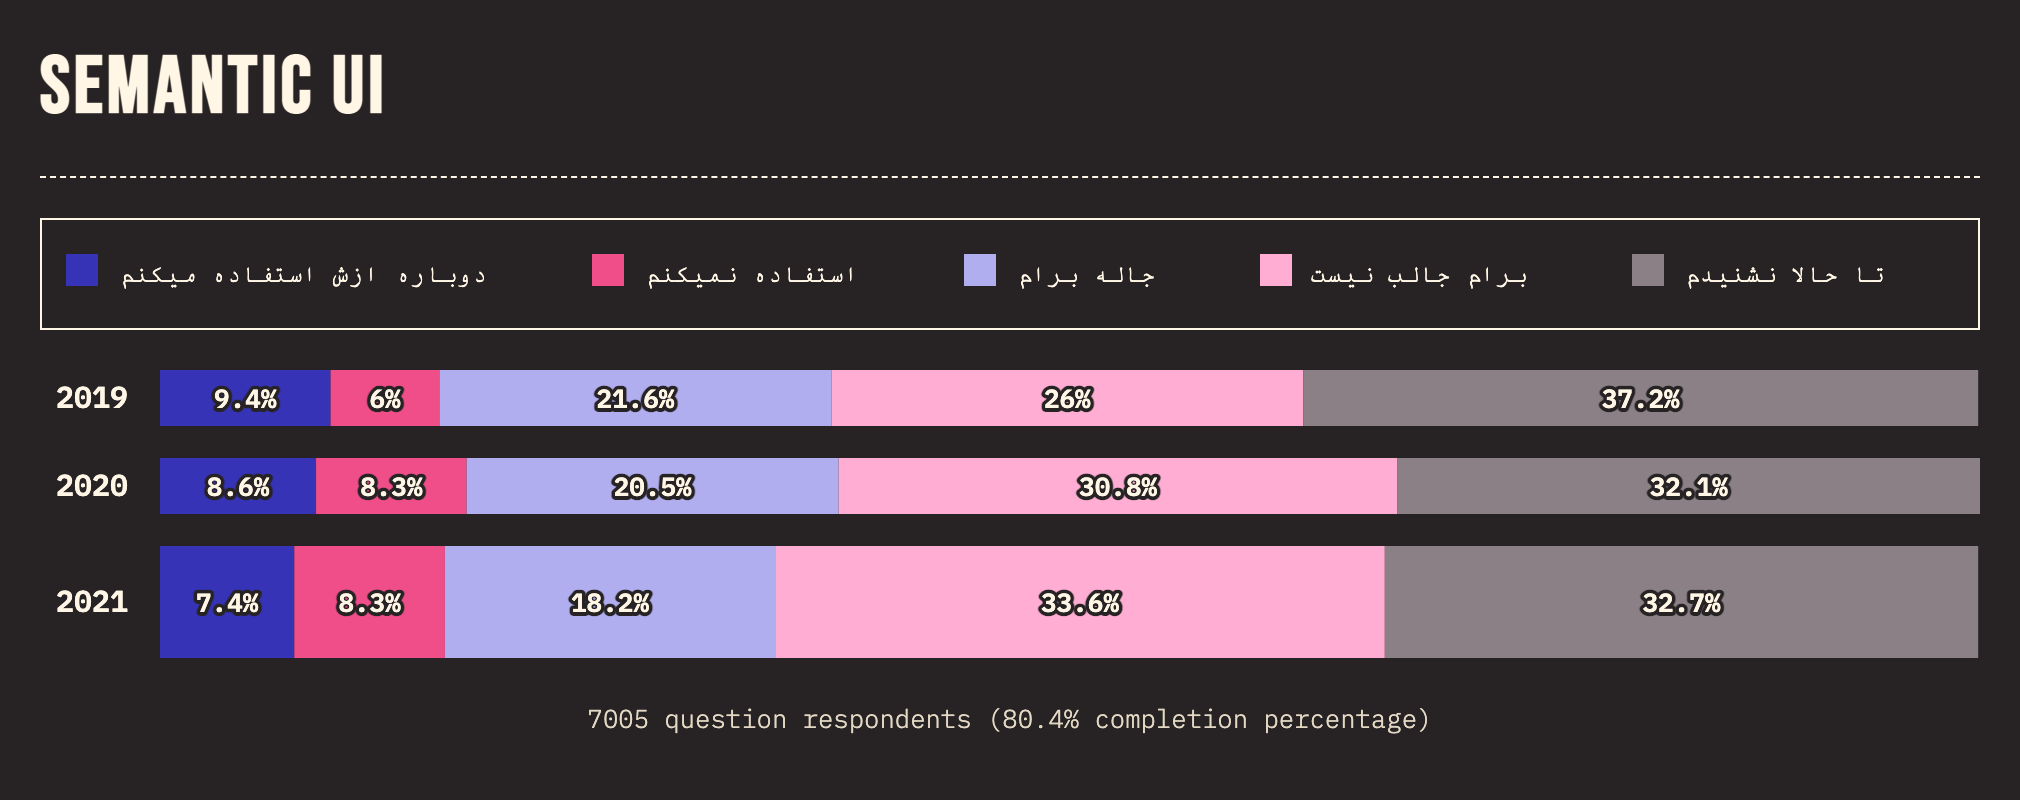 SEMANTIC UI
دوباره ازش استفاده میکنم استفاده نمیکنم جاله برام برام جالب نیست تا حالا نشنیدم
2019 9.4% 6% 21.6% 26% 37.2%
2020 8.6% 8.3% 20.5% 30.8% 32.1%
2021 7.4% 8.3% 18.2% 33.6% 32.7%
7005 question respondents (80.4% completion percentage)